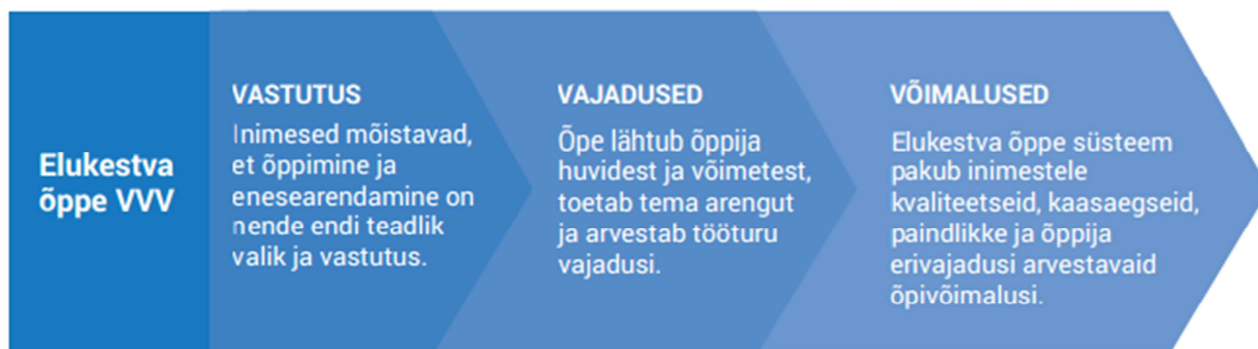 Elukestva
õppe VVV
VASTUTUS
Inimesed mõistavad,
et õppimine ja
enesearendamine on
nende endi teadlik
valik ja vastutus.
VAJADUSED
Õpe lähtub õppija
huvidest ja võimetest,
toetab tema arengut
ja arvestab tööturu
vajadusi.
VÕIMALUSED
Elukestva õppe süsteem
pakub inimestele
kvaliteetseid, kaasaegseid,
paindlikke ja õppija
erivajadusi arvestavaid
õpivõimalusi.